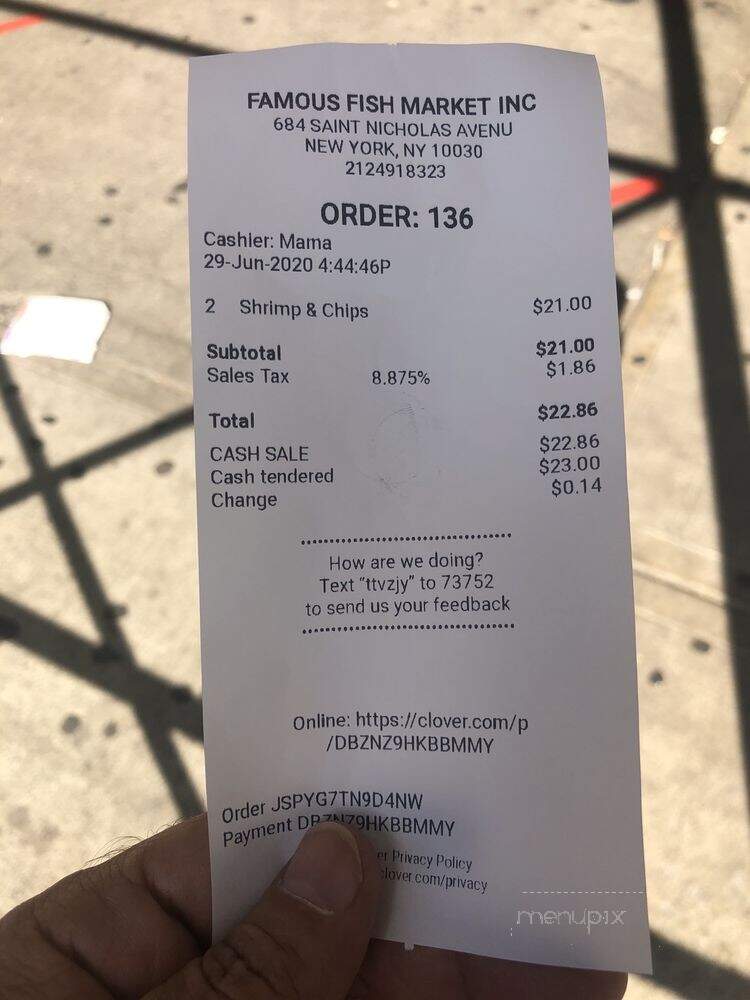 FAMOUS FISH MARKET INC
684 SAINT NICHOLAS AVENU
NEW YORK, NY 10030
2124918323
ORDER: 136
Cashier: Mama
29-Jun-2020 4:44:46P
2 Shrimp & Chips $21.00
Subtotal $21.00
Sales Tax 8.875% $1.86
Total $22.86
CASH SALE $22.86
Cash tendered $23.00
Change $0.14
How are we doing?
Text "ttvzjy" to 73752
to send us your feedback
Online: https://clover.com/p
/DBZNZ9HKBBMMY
Order JSPYG7TN9D4NW
Payment DBZNZ9HKBBMMY
Privacy Policy
clover.com/privacy
menupix